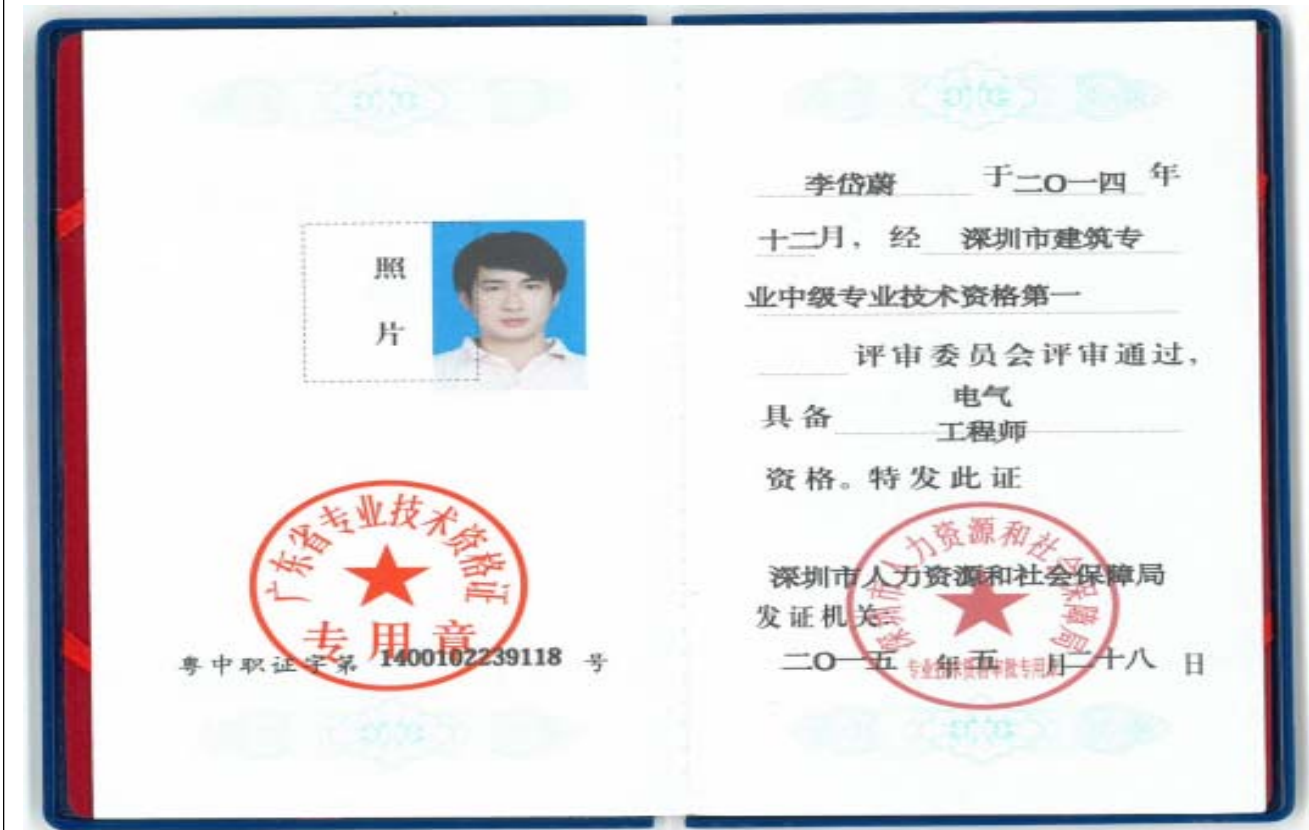 照
片
广东省专业技术资格证
专用章
粤中职证字第 1400102239118 号
李岱蔚 于二O一四 年
十二月，经 深圳市建筑专
业中级专业技术资格第一
评审委员会评审通过，
具备 电气
工程师
资格。特发此证
深圳市人力资源和社会保障局
深圳市人力资源和社会保障局
发证机关：
二O一五 年五 月二十八 日